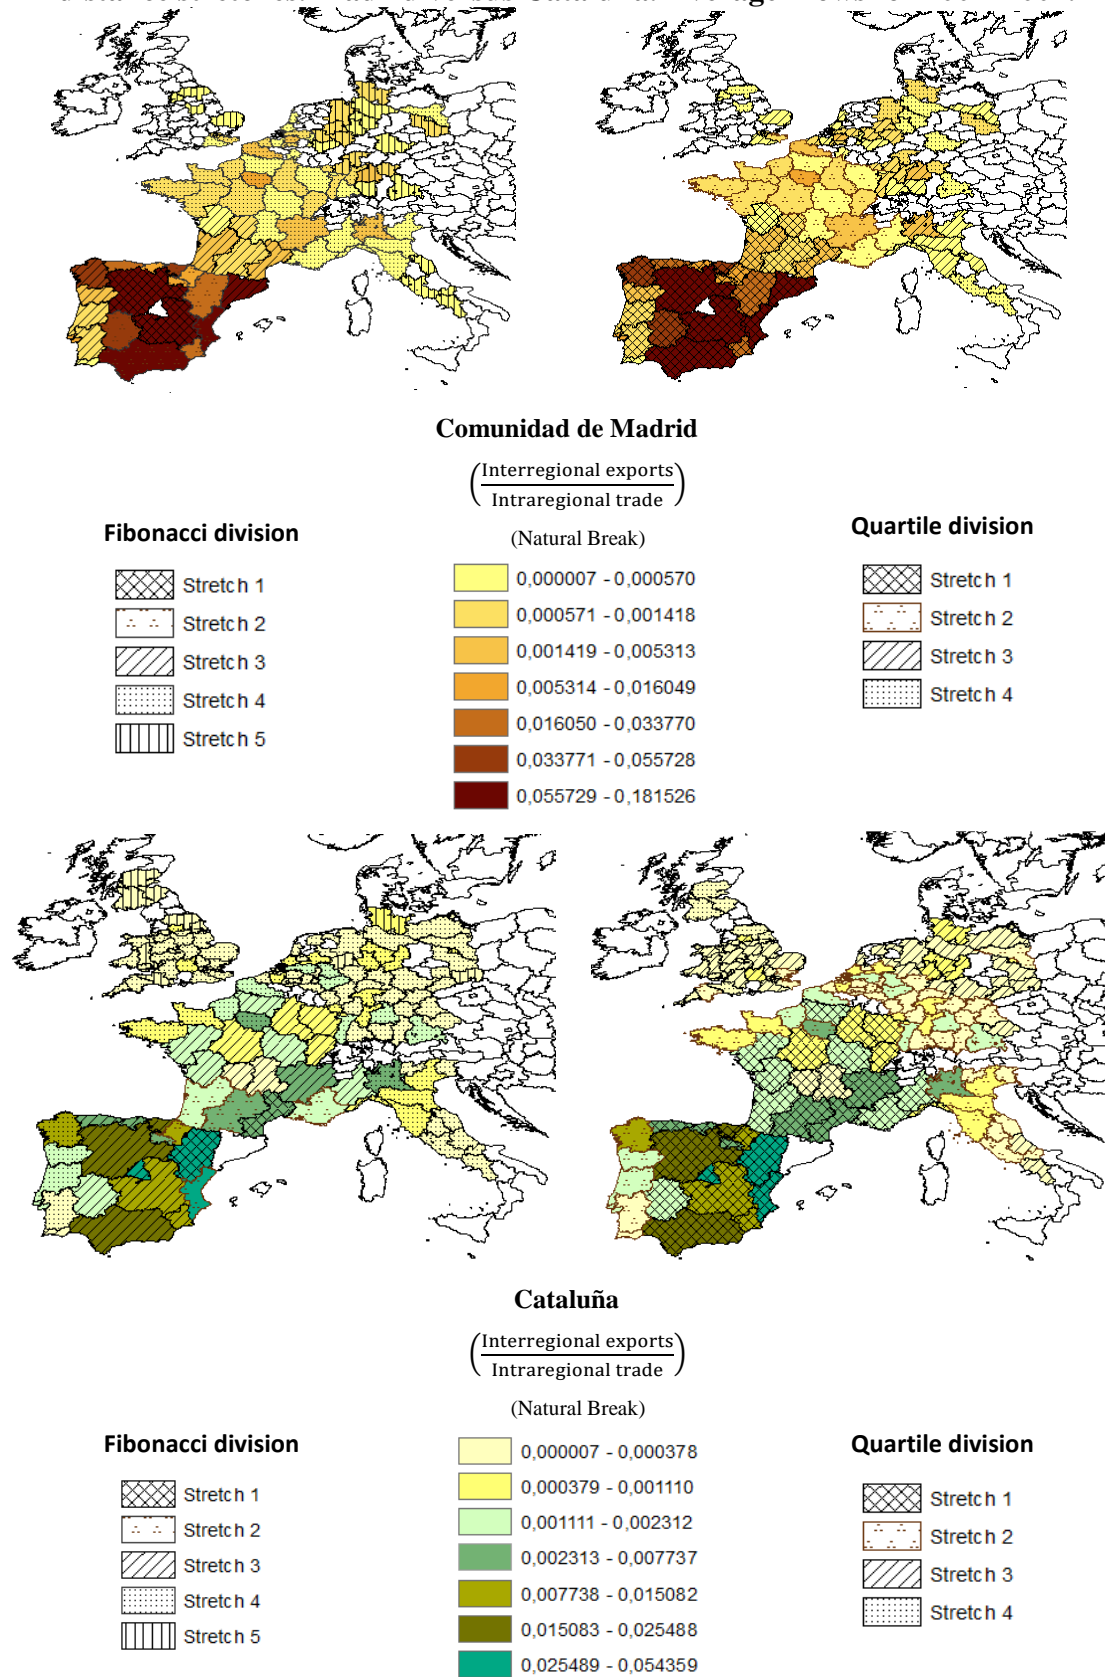 Comunidad de Madrid
(Interregional exports
Intraregional trade)
Fibonacci division
(Natural Break)
Quartile division
Stretch 1
Stretch 2
Stretch 3
Stretch 4
Stretch 5
0,000007 - 0,000570
0,000571 - 0,001418
0,001419 - 0,005313
0,005314 - 0,016049
0,016050 - 0,033770
0,033771 - 0,055728
0,055729 - 0,181526
Stretch 1
Stretch 2
Stretch 3
Stretch 4
Cataluña
(Interregional exports
Intraregional trade)
(Natural Break)
Fibonacci division
Quartile division
Stretch 1
Stretch 2
Stretch 3
Stretch 4
Stretch 5
0,000007 - 0,000378
0,000379 - 0,001110
0,001111 - 0,002312
0,002313 - 0,007737
0,007738 - 0,015082
0,015083 - 0,025488
0,025489 - 0,054359
Stretch 1
Stretch 2
Stretch 3
Stretch 4